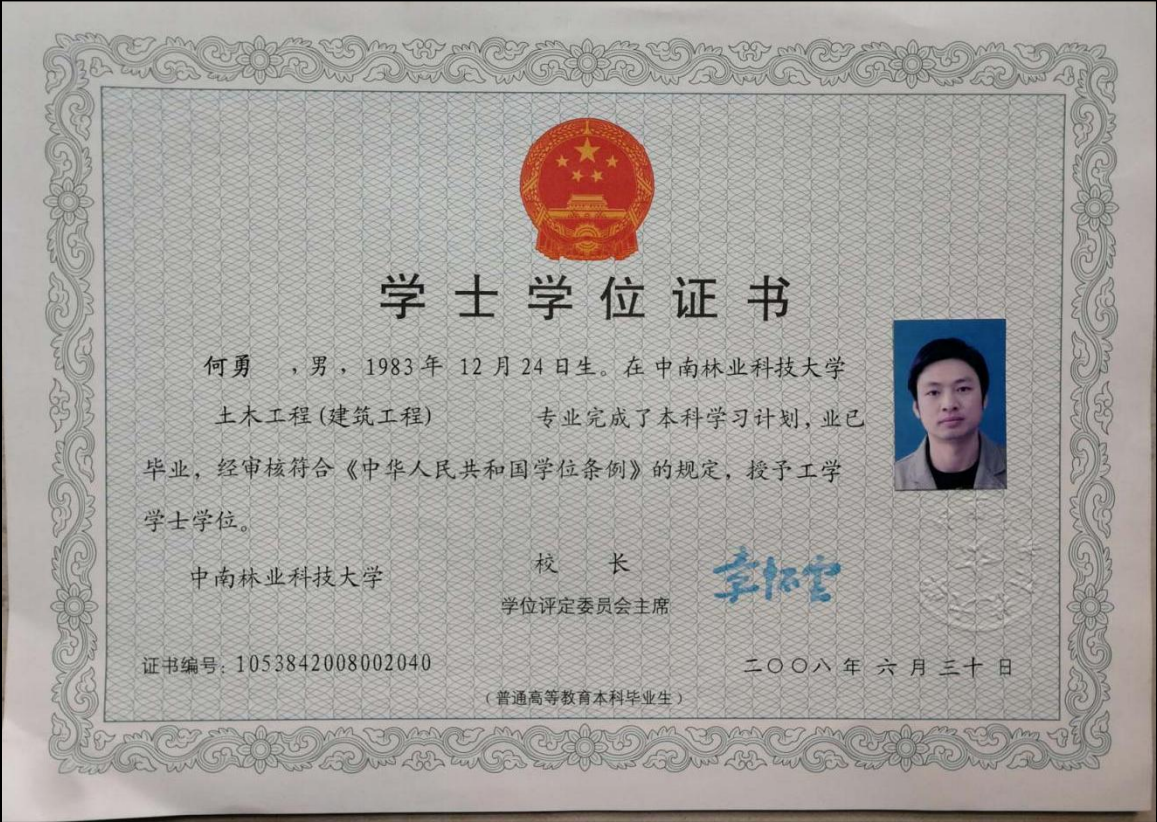 学士学位证书
何勇 ，男，1983年 12月24日生。在中南林业科技大学
土木工程(建筑工程) 专业完成了本科学习计划，业已
毕业，经审核符合《中华人民共和国学位条例》的规定，授予工学
学士学位。
中南林业科技大学
校 长
学位评定委员会主席
章怀云
证书编号：1053842008002040
二〇〇八年 六月三十日
（普通高等教育本科毕业生）